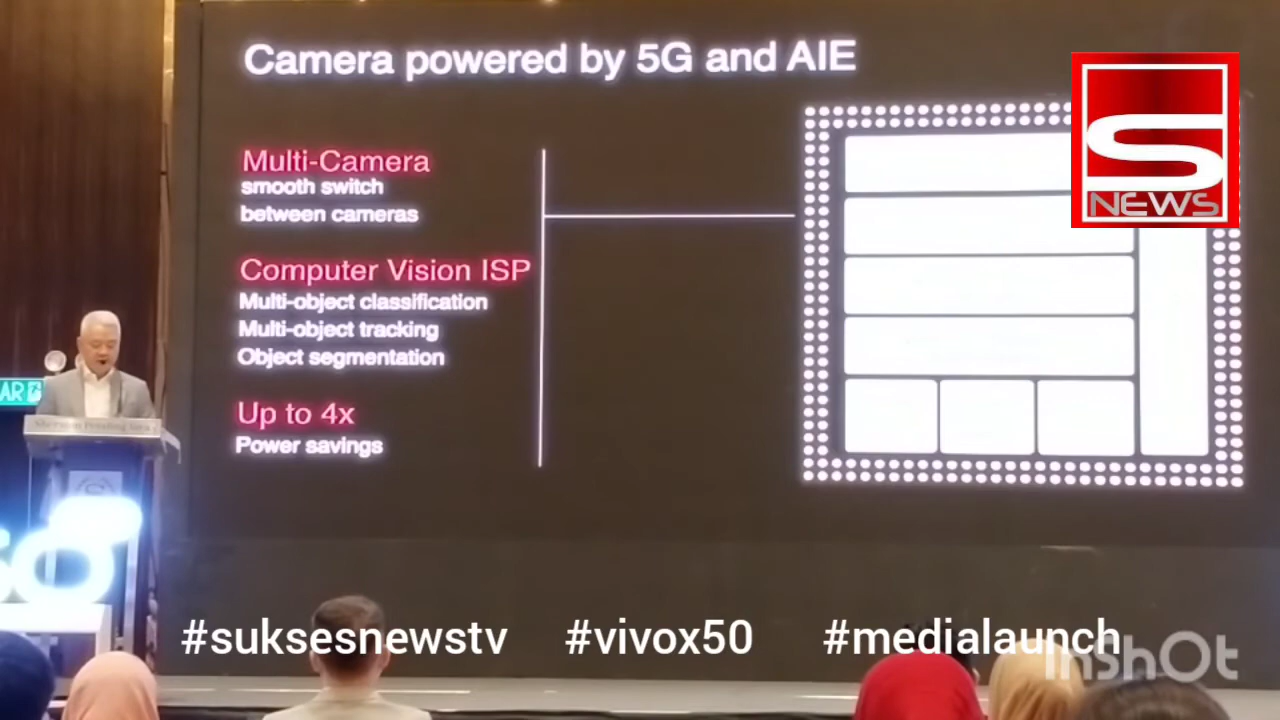 Camera powered by 5G and AIE
Multi-Camera
smooth switch
between cameras
Computer Vision ISP
Multi-object classification
Multi-object tracking
Object segmentation
Up to 4x
Power savings
S
NEWS
AR
#suksesnewstv #vivox50 #medialaunch
InShOt